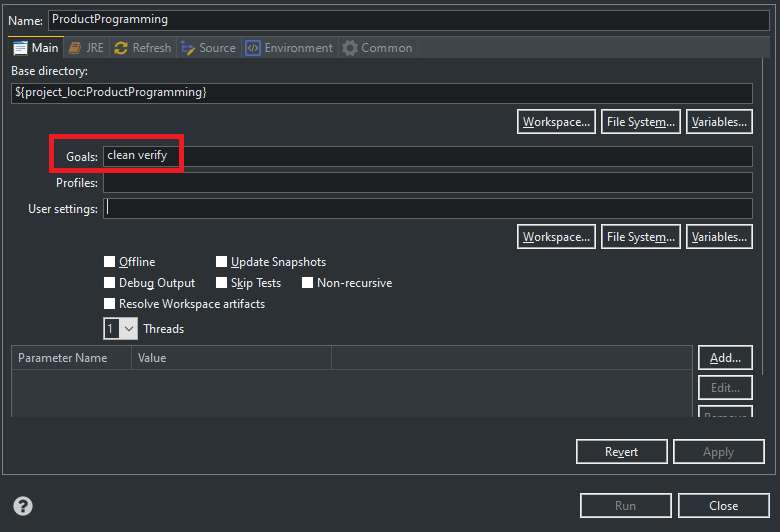 Name: ProductProgramming
Main JRE Refresh Source Environment Common
Base directory:
${project_loc:ProductProgramming}
Workspace... File System... Variables...
Goals: clean verify
Profiles:
User settings:
Workspace... File System... Variables...
Offline Update Snapshots
Debug Output Skip Tests Non-recursive
Resolve Workspace artifacts
1 Threads
Parameter Name Value Add...
Edit...
Remove
Revert Apply
? Run Close